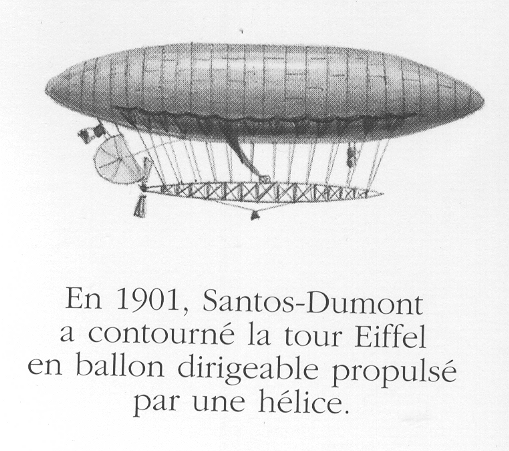 En 1901, Santos-Dumont
a contourné la tour Eiffel
en ballon dirigeable propulsé
par une hélice.